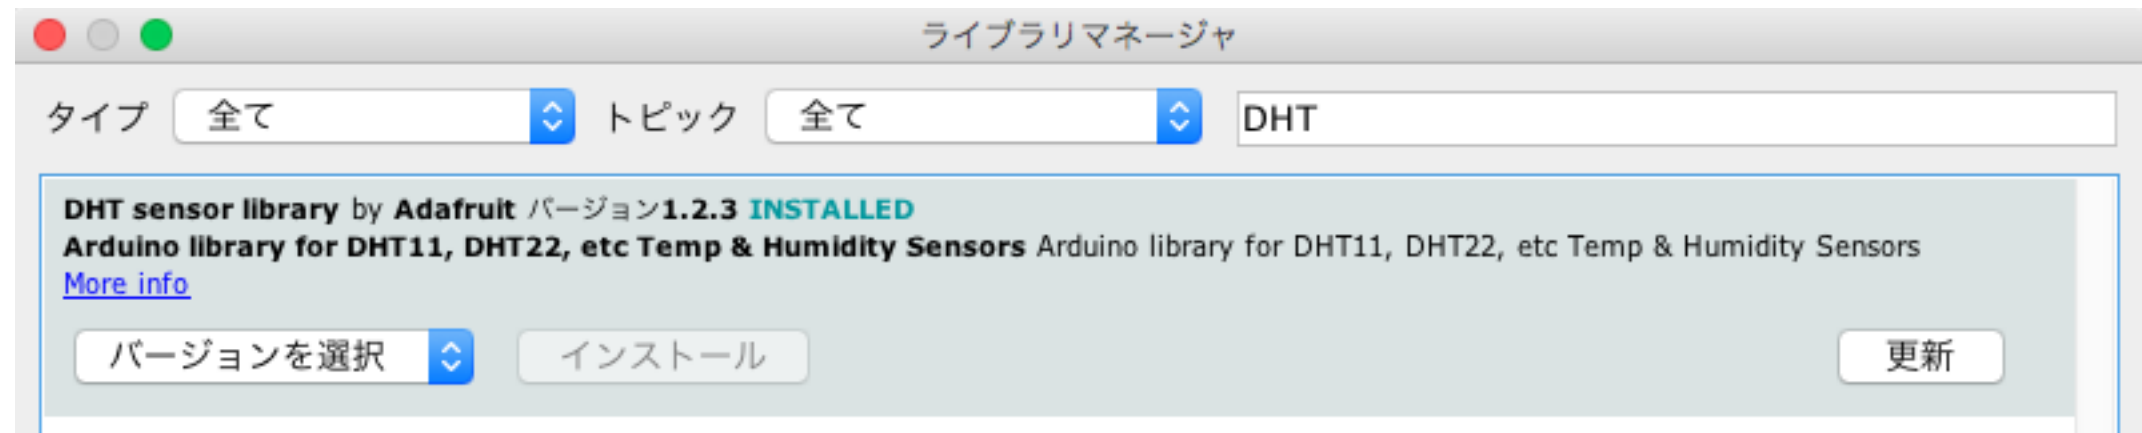 ライブラリマネージャ
タイプ 全て トピック 全て DHT
DHT sensor library by Adafruit バージョン1.2.3 INSTALLED
Arduino library for DHT11, DHT22, etc Temp & Humidity Sensors Arduino library for DHT11, DHT22, etc Temp & Humidity Sensors
More info
バージョンを選択 インストール 更新